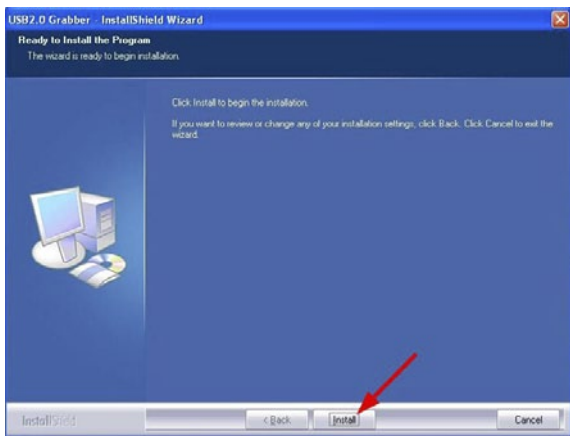 USB2.0 Grabber - InstallShield Wizard
Ready to Install the Program
The wizard is ready to begin installation.
Click Install to begin the installation.
If you want to review or change any of your installation settings, click Back. Click Cancel to exit the
wizard.
InstallShield
< Back
Install
Cancel